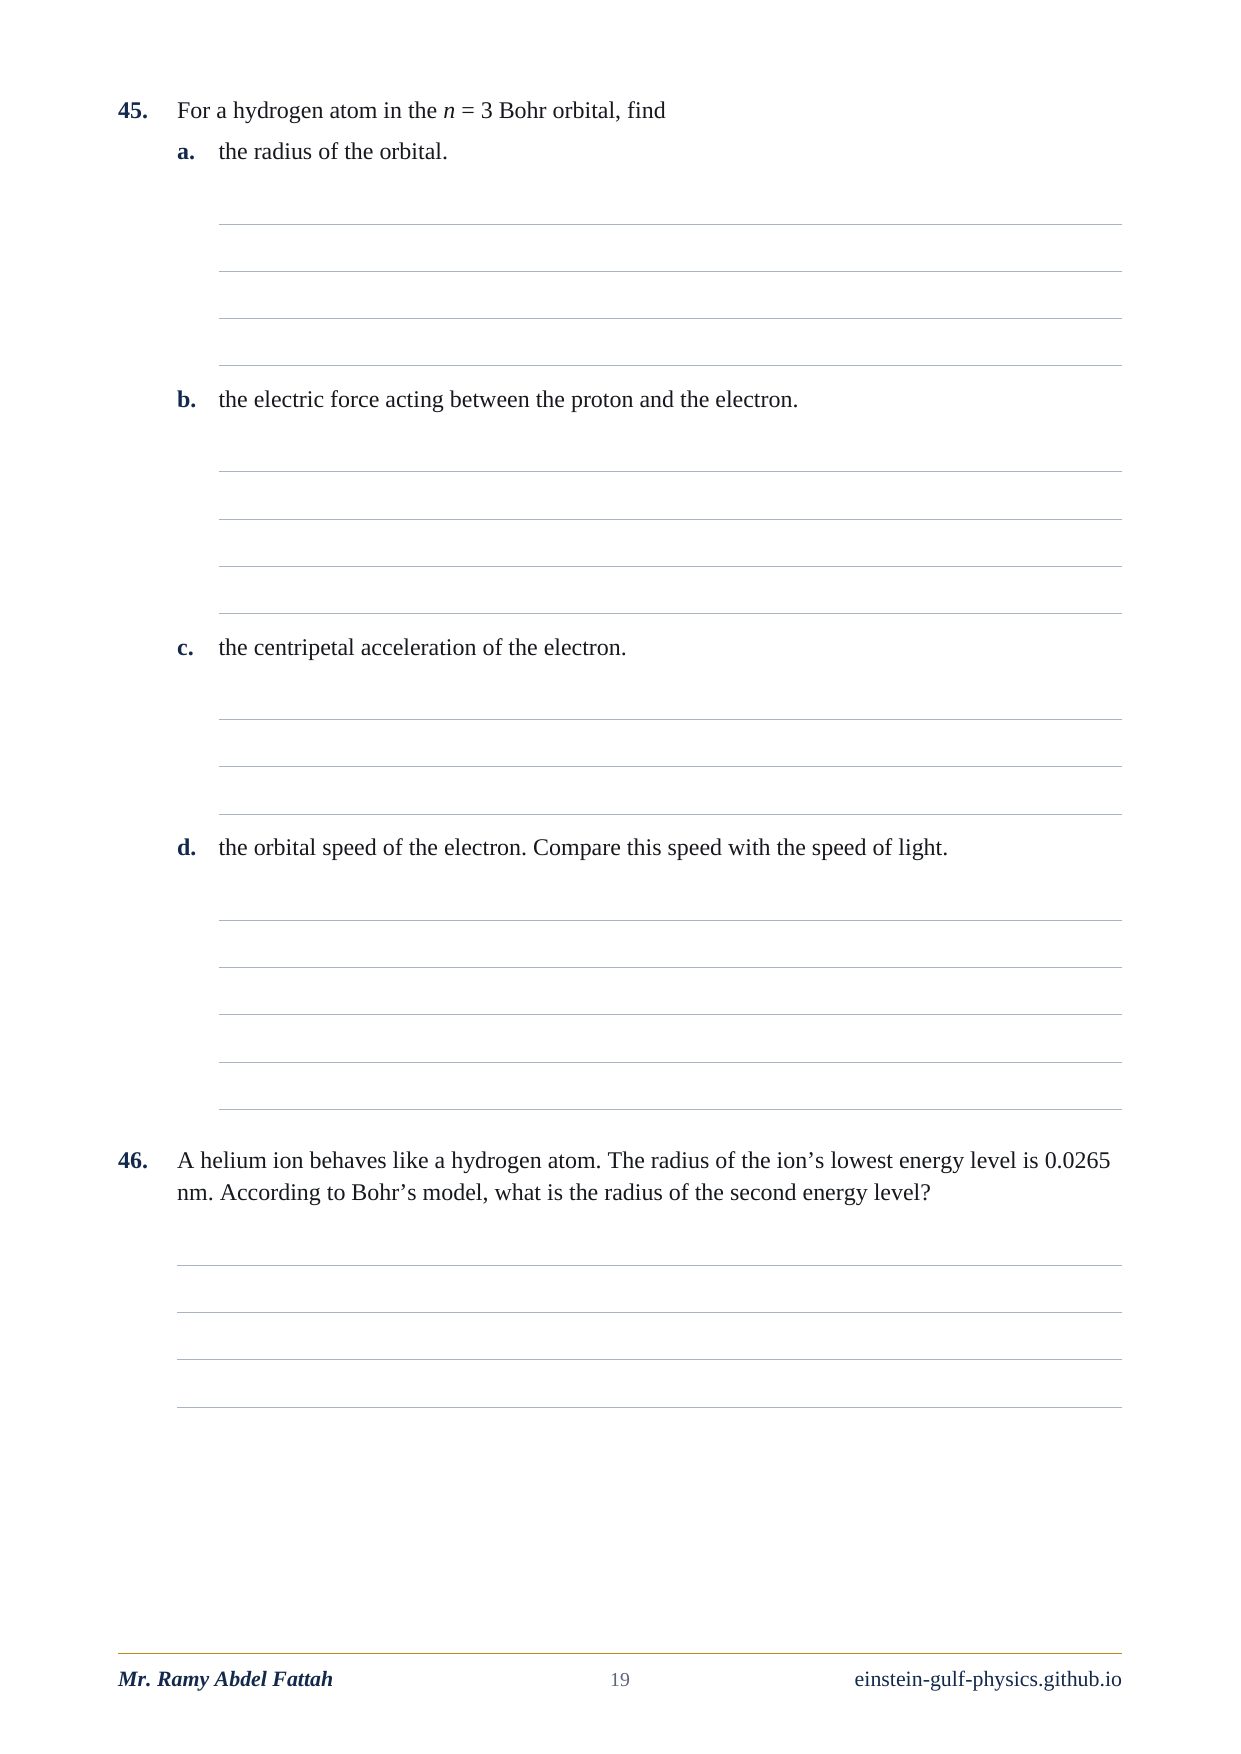 45. For a hydrogen atom in the n = 3 Bohr orbital, find
a. the radius of the orbital.
b. the electric force acting between the proton and the electron.
c. the centripetal acceleration of the electron.
d. the orbital speed of the electron. Compare this speed with the speed of light.
46. A helium ion behaves like a hydrogen atom. The radius of the ion’s lowest energy level is 0.0265
nm. According to Bohr’s model, what is the radius of the second energy level?
Mr. Ramy Abdel Fattah 19 einstein-gulf-physics.github.io